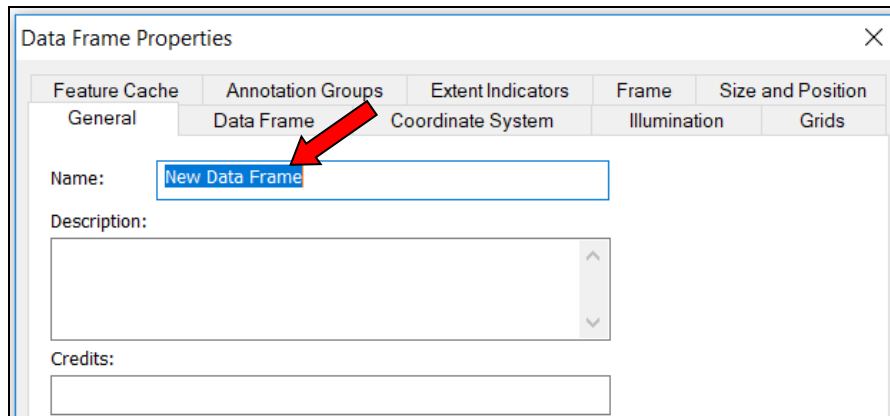 Data Frame Properties
Feature Cache Annotation Groups Extent Indicators Frame Size and Position
General Data Frame Coordinate System Illumination Grids
Name: New Data Frame
Description:
Credits: